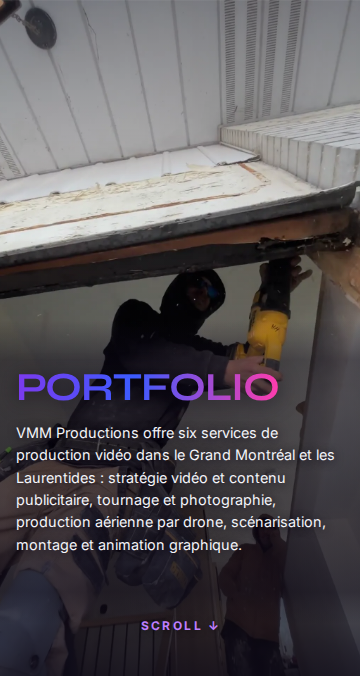 PORTFOLIO
VMM Productions offre six services de
production vidéo dans le Grand Montréal et les
Laurentides : stratégie vidéo et contenu
publicitaire, tournage et photographie,
production aérienne par drone, scénarisation,
montage et animation graphique.
SCROLL ↓